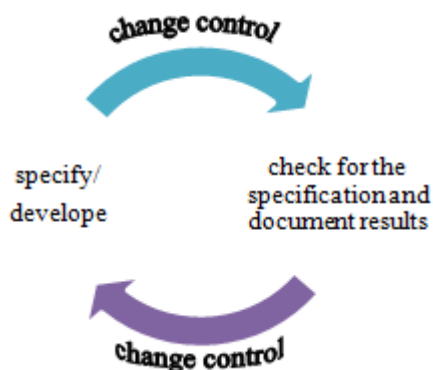 change control
specify/
develope
check for the
specification and
document results
change control